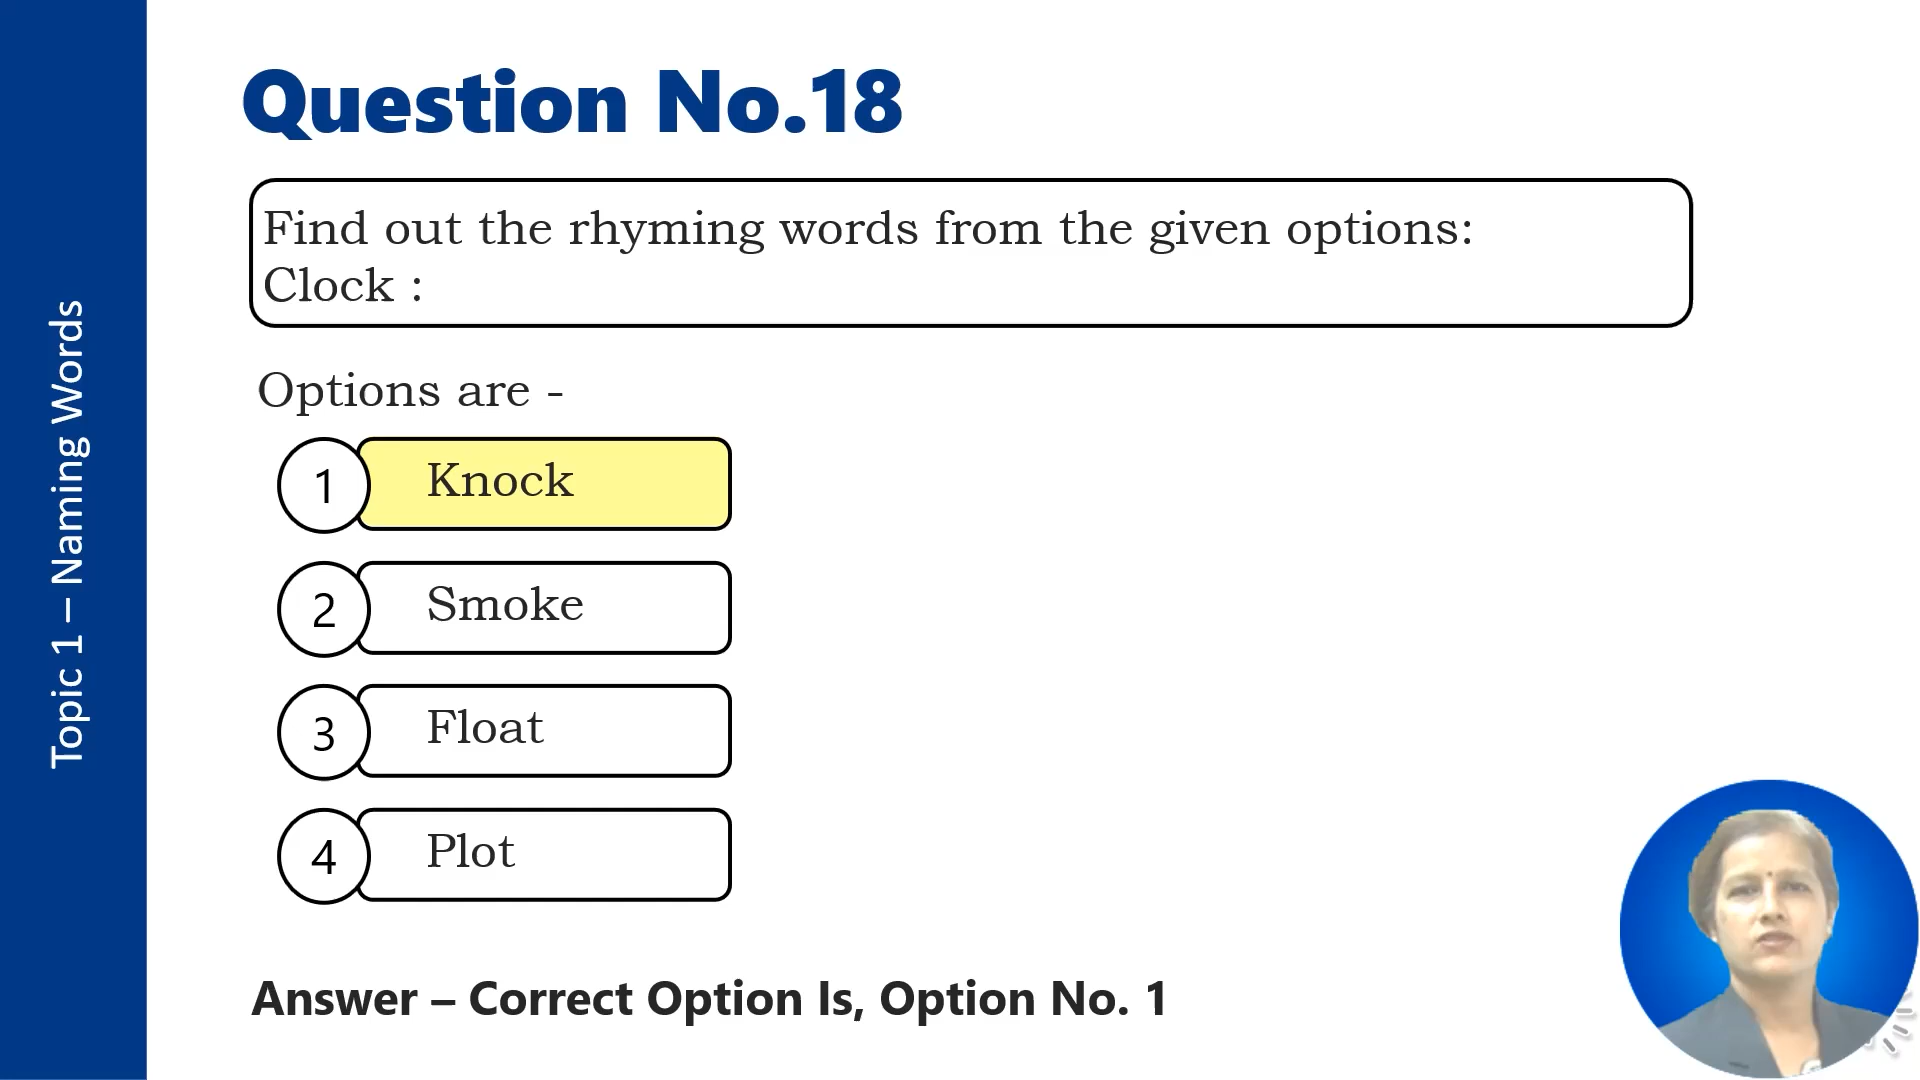 Topic 1 – Naming Words
Question No.18
Find out the rhyming words from the given options:
Clock :
Options are -
1 Knock
2 Smoke
3 Float
4 Plot
Answer – Correct Option Is, Option No. 1